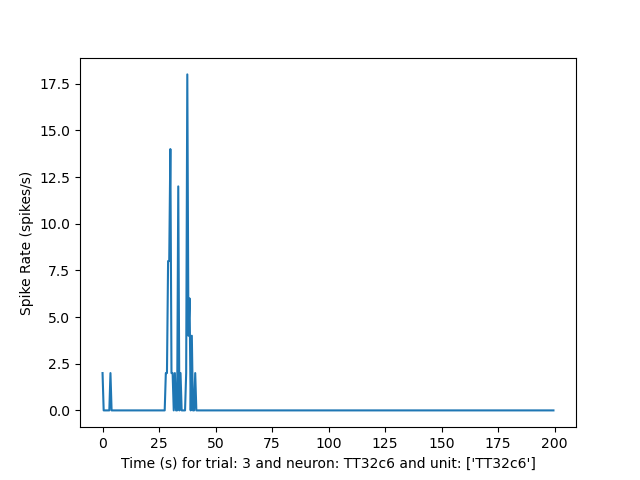 17.5
15.0
12.5
10.0
7.5
5.0
2.5
0.0
Spike Rate (spikes/s)
0 25 50 75 100 125 150 175 200
Time (s) for trial: 3 and neuron: TT32c6 and unit: ['TT32c6']